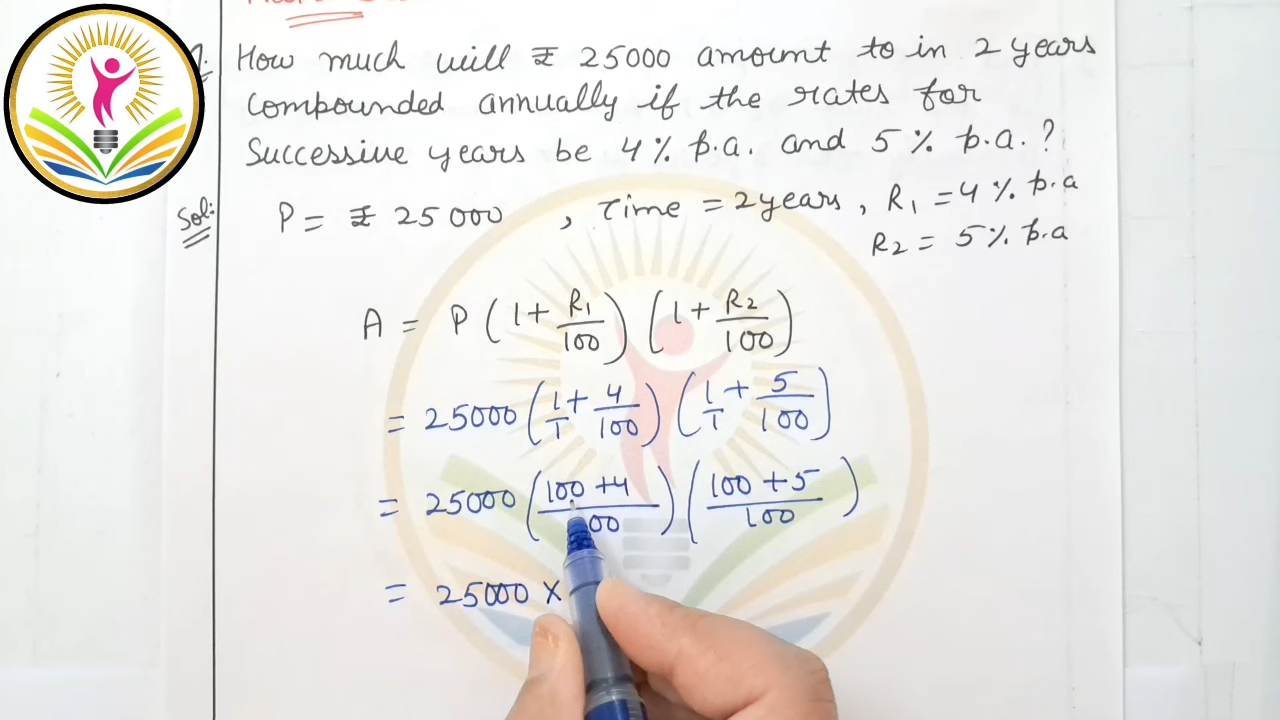 Q. How much will ₹ 25000 amount to in 2 years
compounded annually if the rates for
Successive years be 4% p.a. and 5% p.a.?
Sol: P = ₹ 25000, Time = 2 years, R₁ = 4% p.a
R₂ = 5% p.a
A = P (1 + R₁/100) (1 + R₂/100)
= 25000 (1/1 + 4/100) (1/1 + 5/100)
= 25000 ((100 + 4)/100) ((100 + 5)/100)
= 25000 ×